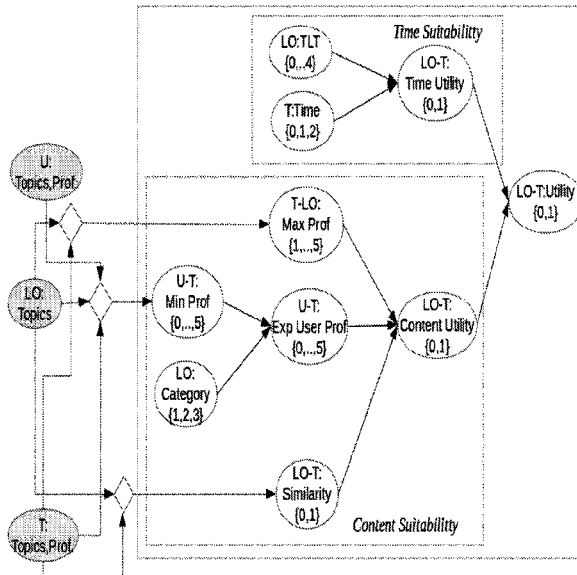 Time Suitabilitty
LO:TLT
{0,..4}
LO-T:
Time Utility
{0,1}
T:Time
{0,1,2}
U:
Topics,Prof
LO-T:Utility
{0,1}
T-LO:
Max Prof
{1,..,5}
LO:
Topics
U-T:
Min Prof
{0,..,5}
U-T:
Exp User Prof
{0,..,5}
LO-T:
Content Utility
{0,1}
LO:
Category
{1,2,3}
LO-T:
Similarity
{0,1}
Content Suitabilitty
T:
Topics,Prof